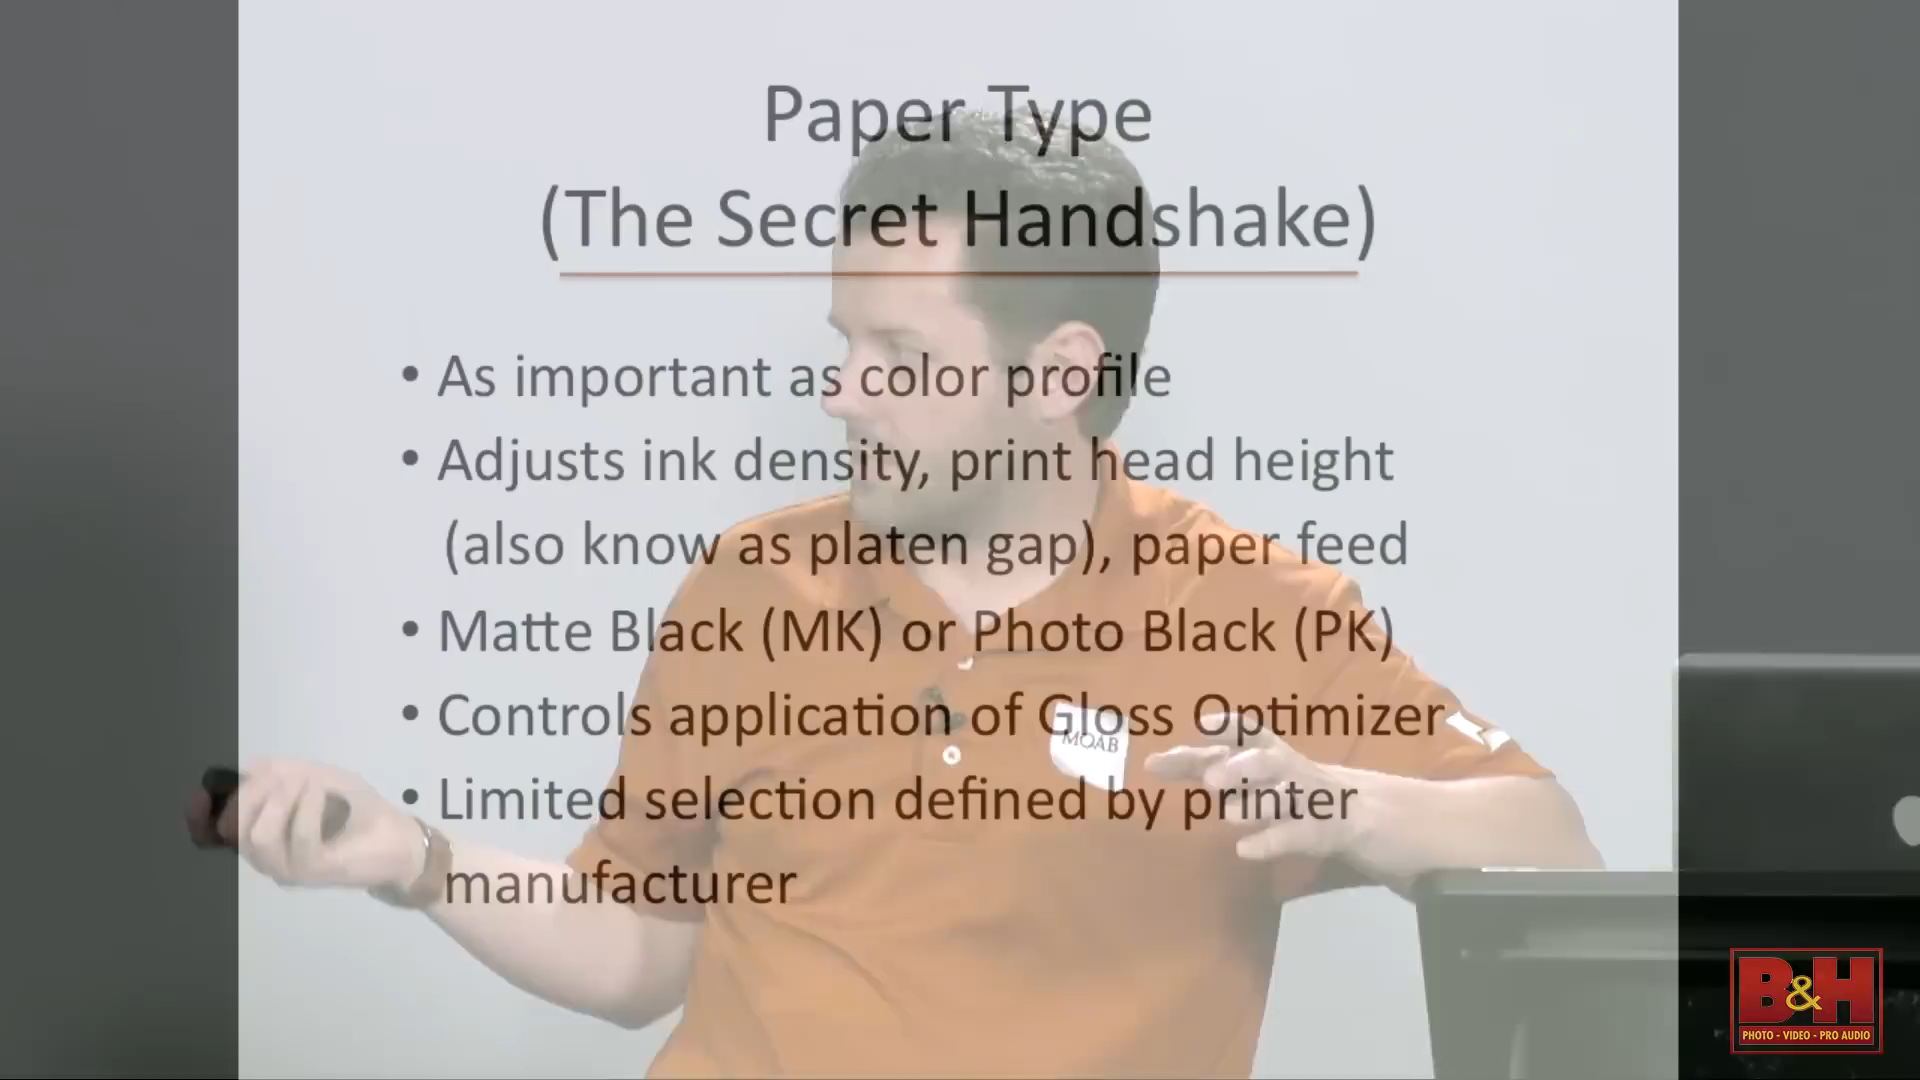 Paper Type
(The Secret Handshake)
• As important as color profile
• Adjusts ink density, print head height
(also know as platen gap), paper feed
• Matte Black (MK) or Photo Black (PK)
• Controls application of Gloss Optimizer
MOAB
• Limited selection defined by printer
manufacturer
B&H
PHOTO - VIDEO - PRO AUDIO